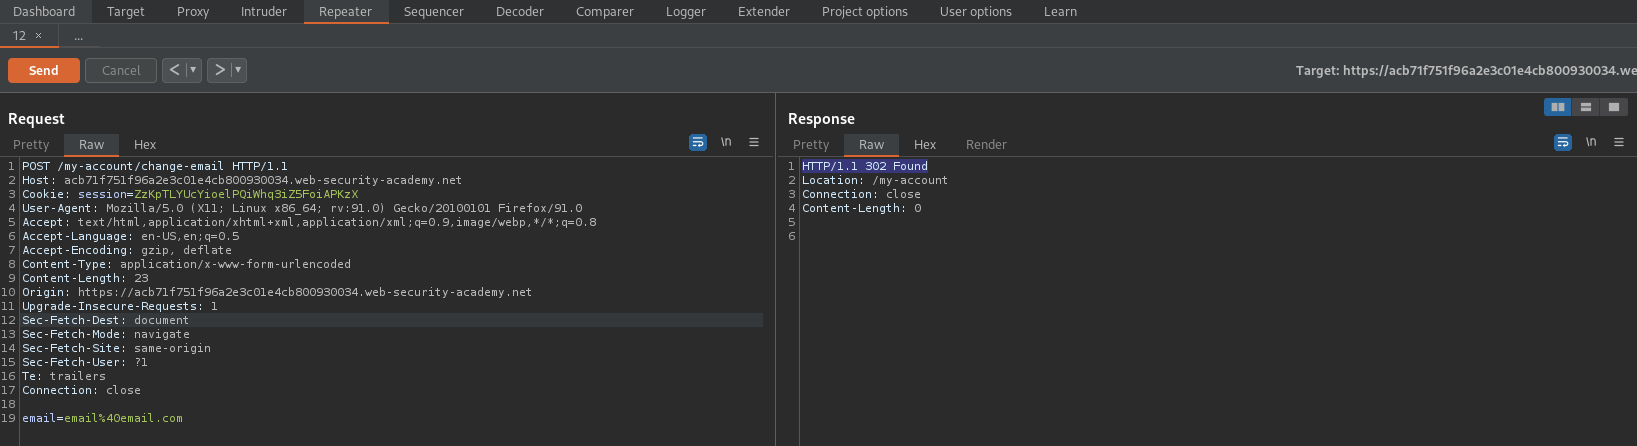 Dashboard Target Proxy Intruder Repeater Sequencer Decoder Comparer Logger Extender Project options User options Learn
12 × ...
Send Cancel < > Target: https://acb71f751f96a2e3c01e4cb800930034.we
Request
Pretty Raw Hex \n
1 POST /my-account/change-email HTTP/1.1
2 Host: acb71f751f96a2e3c01e4cb800930034.web-security-academy.net
3 Cookie: session=ZzKpTLYUcYioelPQiWhq3iZ5FoiAPKzX
4 User-Agent: Mozilla/5.0 (X11; Linux x86_64; rv:91.0) Gecko/20100101 Firefox/91.0
5 Accept: text/html,application/xhtml+xml,application/xml;q=0.9,image/webp,*/*;q=0.8
6 Accept-Language: en-US,en;q=0.5
7 Accept-Encoding: gzip, deflate
8 Content-Type: application/x-www-form-urlencoded
9 Content-Length: 23
10 Origin: https://acb71f751f96a2e3c01e4cb800930034.web-security-academy.net
11 Upgrade-Insecure-Requests: 1
12 Sec-Fetch-Dest: document
13 Sec-Fetch-Mode: navigate
14 Sec-Fetch-Site: same-origin
15 Sec-Fetch-User: ?1
16 Te: trailers
17 Connection: close
18
19 email=email%40email.com
Response
Pretty Raw Hex Render \n
1 HTTP/1.1 302 Found
2 Location: /my-account
3 Connection: close
4 Content-Length: 0
5
6